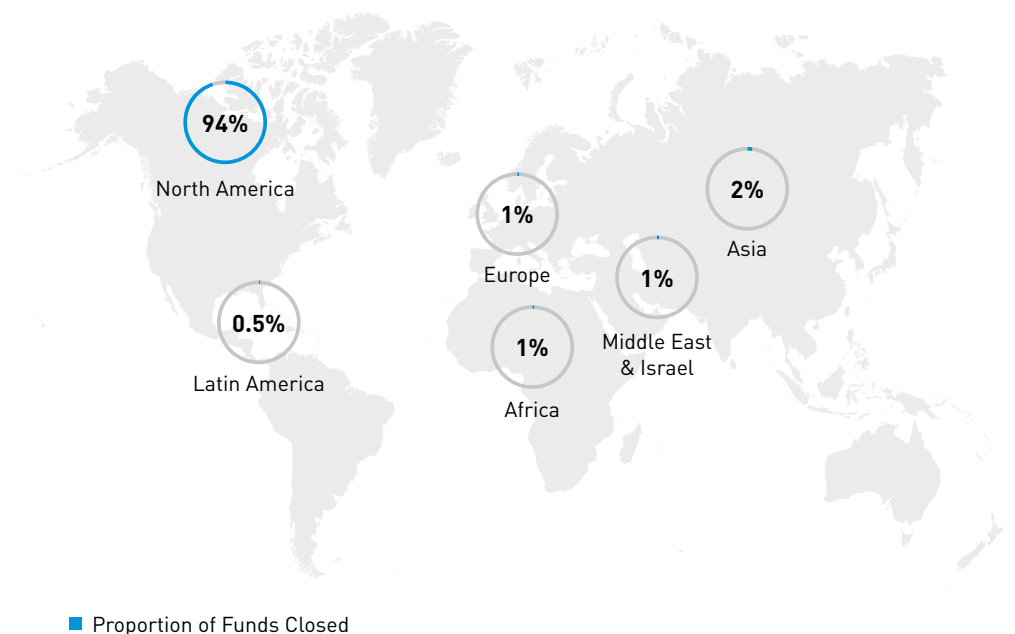 94%
North America
2%
Asia
1%
Europe
1%
Middle East
& Israel
0.5%
Latin America
1%
Africa
Proportion of Funds Closed